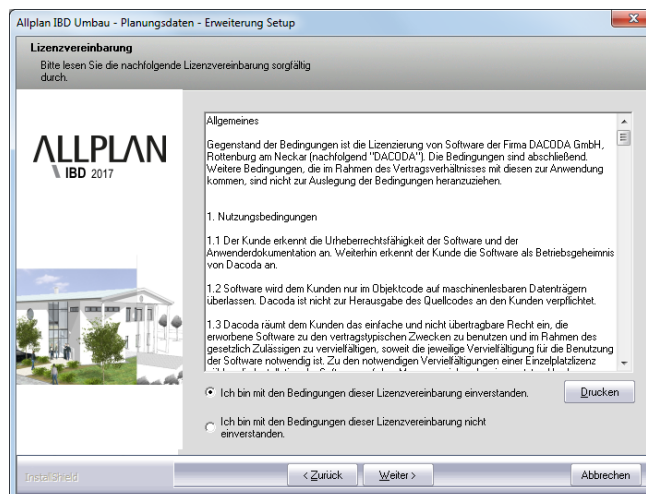 Allplan IBD Umbau - Planungsdaten - Erweiterung Setup
Lizenzvereinbarung
Bitte lesen Sie die nachfolgende Lizenzvereinbarung sorgfältig
durch.
ALLPLAN
IBD 2017
Allgemeines
Gegenstand der Bedingungen ist die Lizenzierung von Software der Firma DACODA GmbH,
Rottenburg am Neckar (nachfolgend "DACODA"). Die Bedingungen sind abschließend.
Weitere Bedingungen, die im Rahmen des Vertragsverhältnisses mit diesen zur Anwendung
kommen, sind nicht zur Auslegung der Bedingungen heranzuziehen.
1. Nutzungsbedingungen
1.1 Der Kunde erkennt die Urheberrechtsfähigkeit der Software und der
Anwenderdokumentation an. Weiterhin erkennt der Kunde die Software als Betriebsgeheimnis
von Dacoda an.
1.2 Software wird dem Kunden nur im Objektcode auf maschinenlesbaren Datenträgern
überlassen. Dacoda ist nicht zur Herausgabe des Quellcodes an den Kunden verpflichtet.
1.3 Dacoda räumt dem Kunden das einfache und nicht übertragbare Recht ein, die
erworbene Software zu den vertragstypischen Zwecken zu benutzen und im Rahmen des
gesetzlich Zulässigen zu vervielfältigen, soweit die jeweilige Vervielfältigung für die Benutzung
der Software notwendig ist. Zu den notwendigen Vervielfältigungen einer Einzelplatzlizenz
Ich bin mit den Bedingungen dieser Lizenzvereinbarung einverstanden.
Drucken
Ich bin mit den Bedingungen dieser Lizenzvereinbarung nicht
einverstanden.
InstallShield
< Zurück
Weiter >
Abbrechen